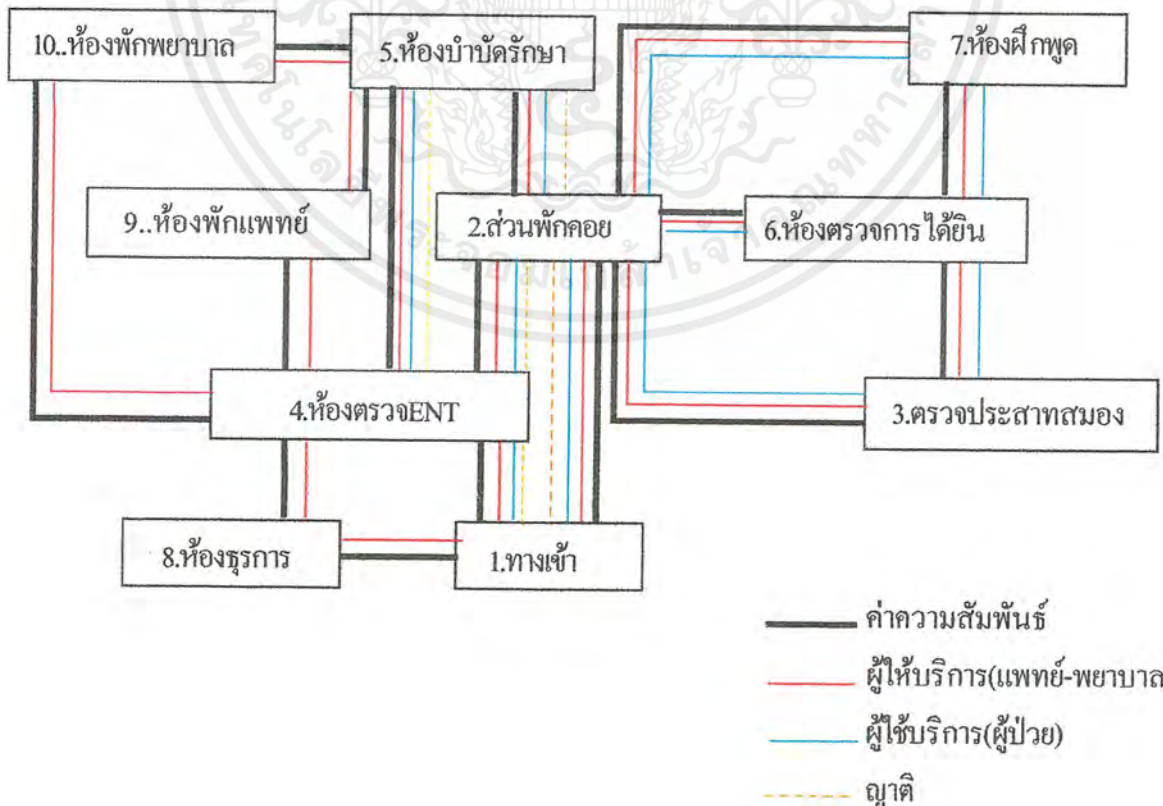 10..ห้องพักพยาบาล
5.ห้องบำบัดรักษา
7.ห้องฝึกพูด
9..ห้องพักแพทย์
2.ส่วนพักคอย
6.ห้องตรวจการได้ยิน
4.ห้องตรวจENT
3.ตรวจประสาทสมอง
8.ห้องธุรการ
1.ทางเข้า
ค่าความสัมพันธ์
ผู้ให้บริการ(แพทย์-พยาบาล
ผู้ใช้บริการ(ผู้ป่วย)
ญาติ